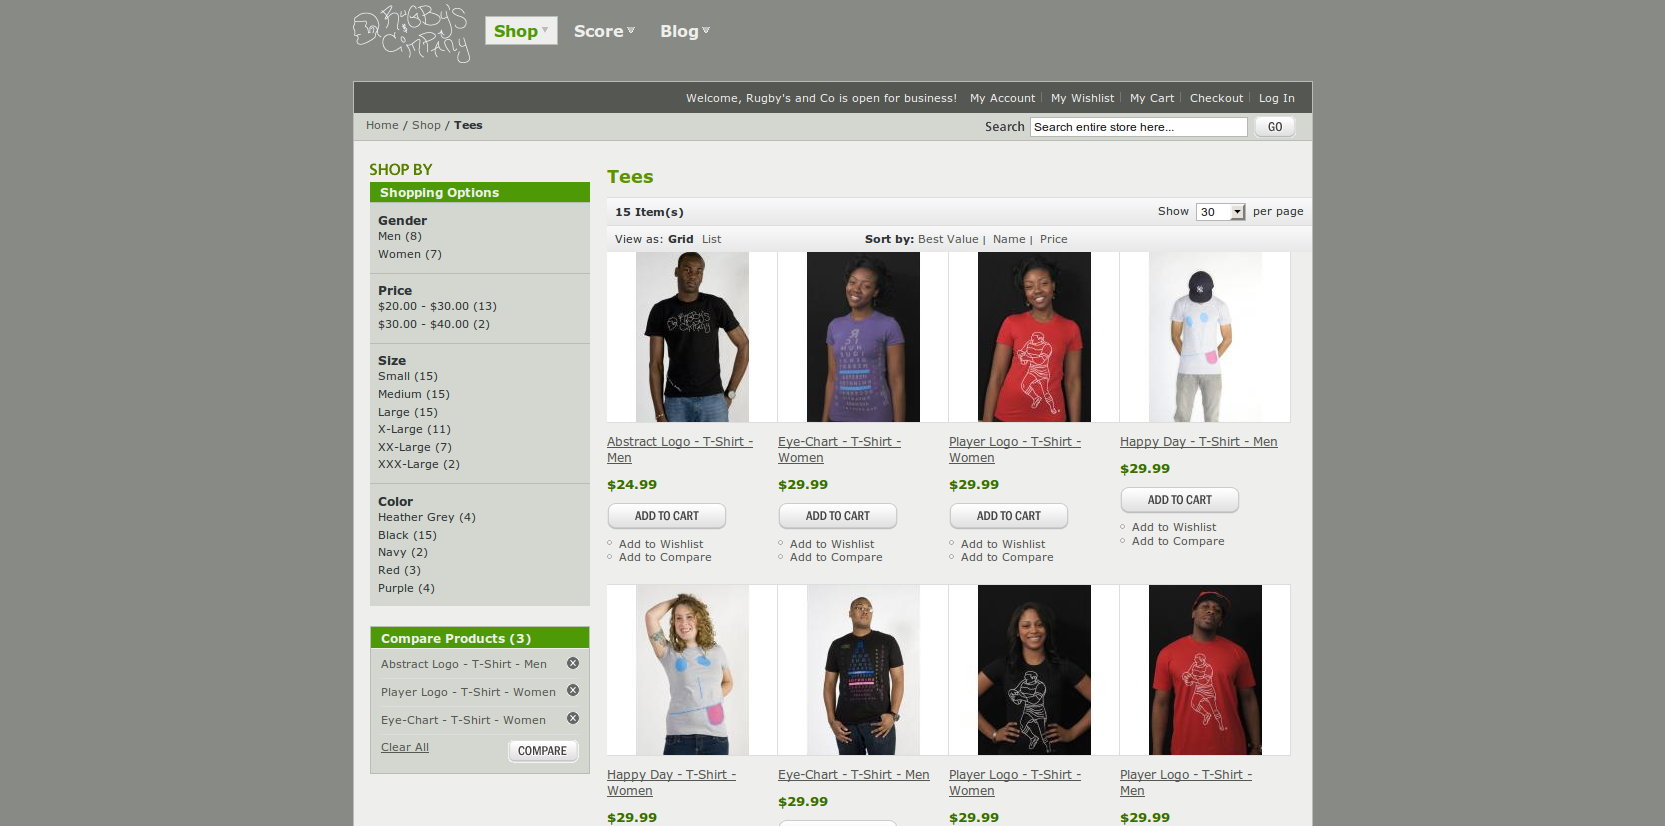 Rugby's
& Company
Shop
Score
Blog
Welcome, Rugby's and Co is open for business! My Account My Wishlist My Cart Checkout Log In
Home / Shop / Tees
Search Search entire store here... GO
SHOP BY
Shopping Options
Gender
Men (8)
Women (7)
Price
$20.00 - $30.00 (13)
$30.00 - $40.00 (2)
Size
Small (15)
Medium (15)
Large (15)
X-Large (11)
XX-Large (7)
XXX-Large (2)
Color
Heather Grey (4)
Black (15)
Navy (2)
Red (3)
Purple (4)
Compare Products (3)
Abstract Logo - T-Shirt - Men
Player Logo - T-Shirt - Women
Eye-Chart - T-Shirt - Women
Clear All COMPARE
Tees
15 Item(s) Show 30 per page
View as: Grid List Sort by: Best Value | Name | Price
Abstract Logo - T-Shirt -
Men
$24.99
ADD TO CART
Add to Wishlist
Add to Compare
Eye-Chart - T-Shirt -
Women
$29.99
ADD TO CART
Add to Wishlist
Add to Compare
Player Logo - T-Shirt -
Women
$29.99
ADD TO CART
Add to Wishlist
Add to Compare
Happy Day - T-Shirt - Men
$29.99
ADD TO CART
Add to Wishlist
Add to Compare
Happy Day - T-Shirt -
Women
$29.99
Eye-Chart - T-Shirt - Men
$29.99
Player Logo - T-Shirt -
Women
$29.99
Player Logo - T-Shirt -
Men
$29.99